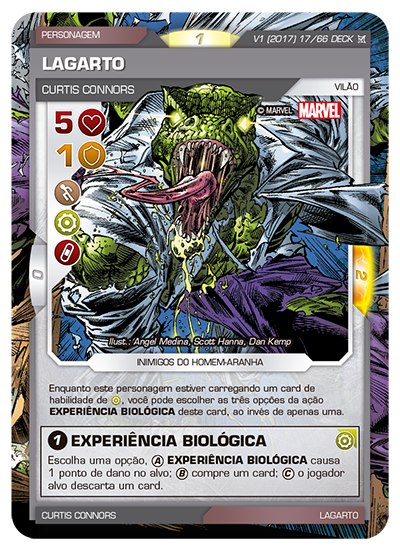 PERSONAGEM
1
V1 (2017) 17/66 DECK
LAGARTO
CURTIS CONNORS
VILÃO
© MARVEL MARVEL
5
1
0
2
Ilust.: Angel Medina, Scott Hanna, Dan Kemp
INIMIGOS DO HOMEM-ARANHA
Enquanto este personagem estiver carregando um card de
habilidade de , você pode escolher as três opções da ação
EXPERIÊNCIA BIOLÓGICA deste card, ao invés de apenas uma.
1 EXPERIÊNCIA BIOLÓGICA
Escolha uma opção, (A) EXPERIÊNCIA BIOLÓGICA causa
1 ponto de dano no alvo; (B) compre um card; (C) o jogador
alvo descarta um card.
CURTIS CONNORS
LAGARTO